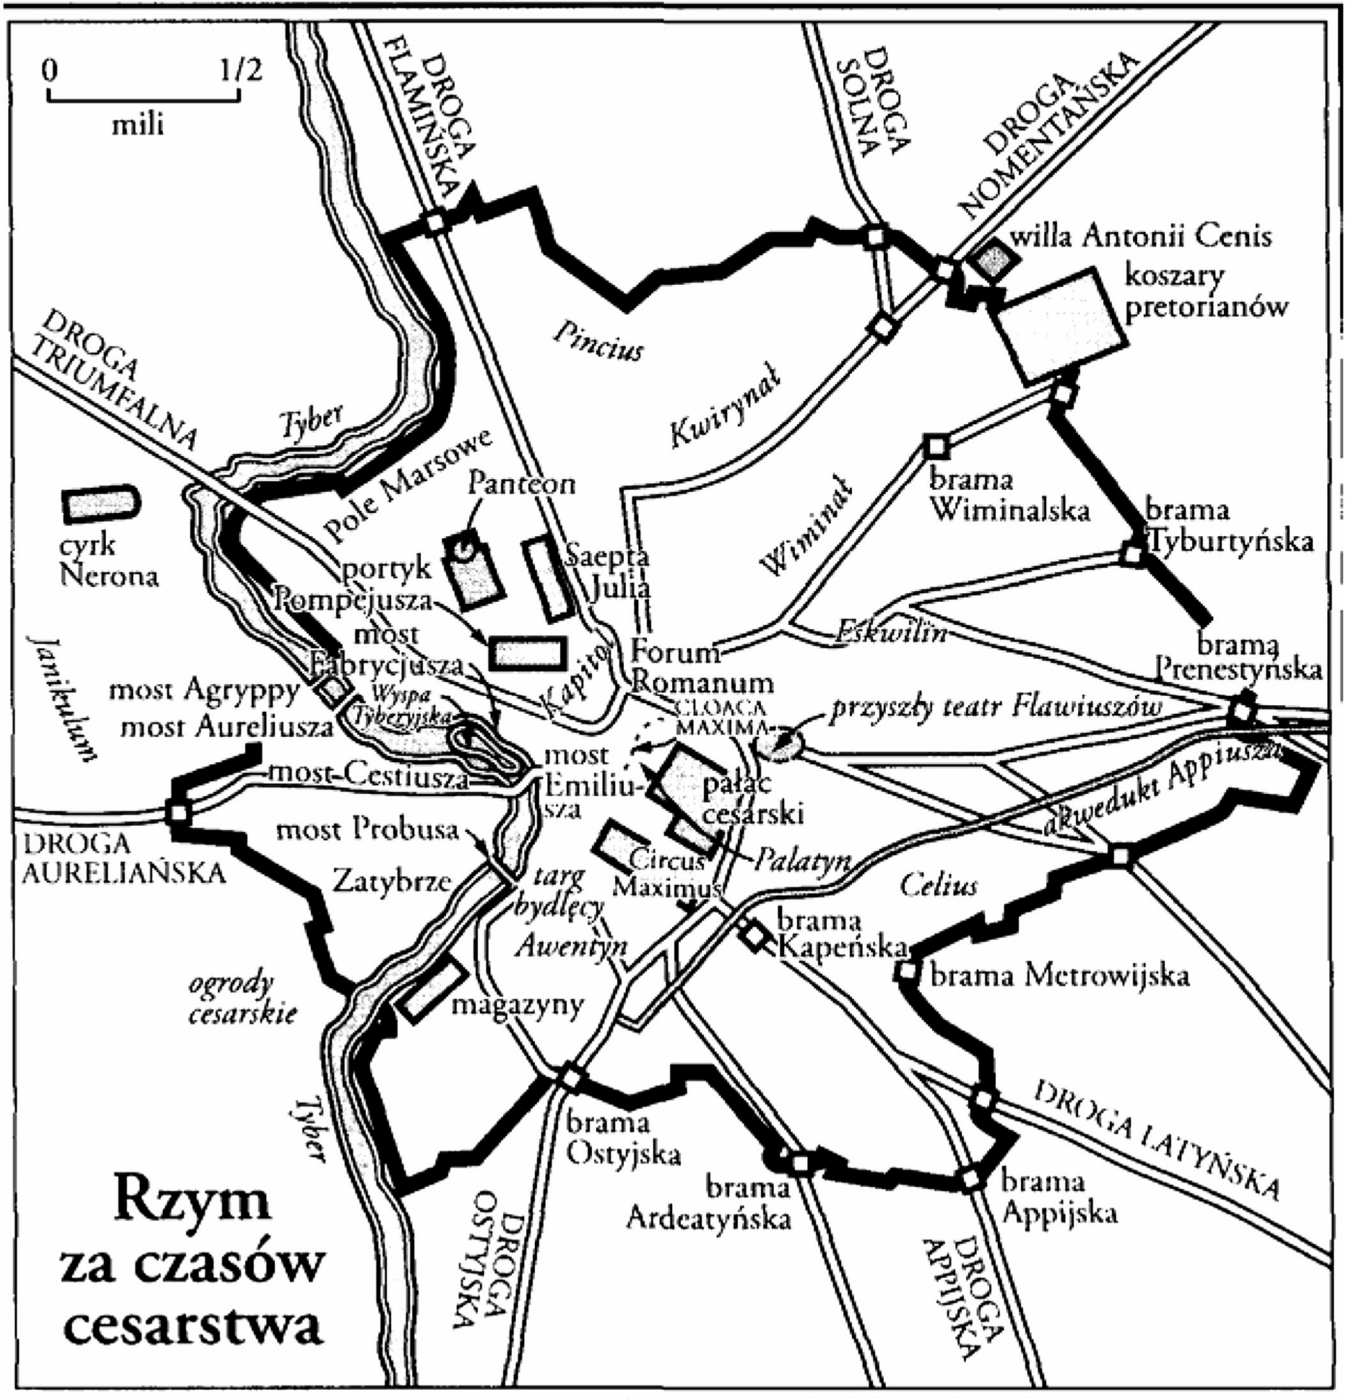 0 1/2
mili
DROGA
FLAMIŃSKA
DROGA
SOLNA
DROGA
NOMENTAŃSKA
willa Antonii Cenis
koszary
pretorianów
DROGA
TRIUMFALNA
Pincius
Tyber
Kwirynał
Pole Marsowe
Panteon
cyrk
Nerona
brama
Wiminalska
Wiminał
brama
Tyburtyńska
portyk
Pompejusza
Saepta
Julia
most
Fabrycjusza
Eskwilin
brama
Prenestyńska
Janikulum
most Agryppy
most Aureliusza
Wyspa
Tyberyjska
Kapitol
Forum
Romanum
CLOACA
MAXIMA
przyszły teatr Flawiuszów
most Cestiusza
most
Emiliu-
sza
pałac
cesarski
akwedukt Appiusza
DROGA
AURELIAŃSKA
most Probusa
Zatybrze
targ
bydlęcy
Circus
Maximus
Palatyn
Celius
Awentyn
brama
Kapeńska
brama Metrowijska
ogrody
cesarskie
magazyny
Tyber
brama
Ostyjska
DROGA LATYŃSKA
brama
Ardeatyńska
brama
Appijska
DROGA
OSTYJSKA
DROGA
APPIJSKA
Rzym
za czasów
cesarstwa